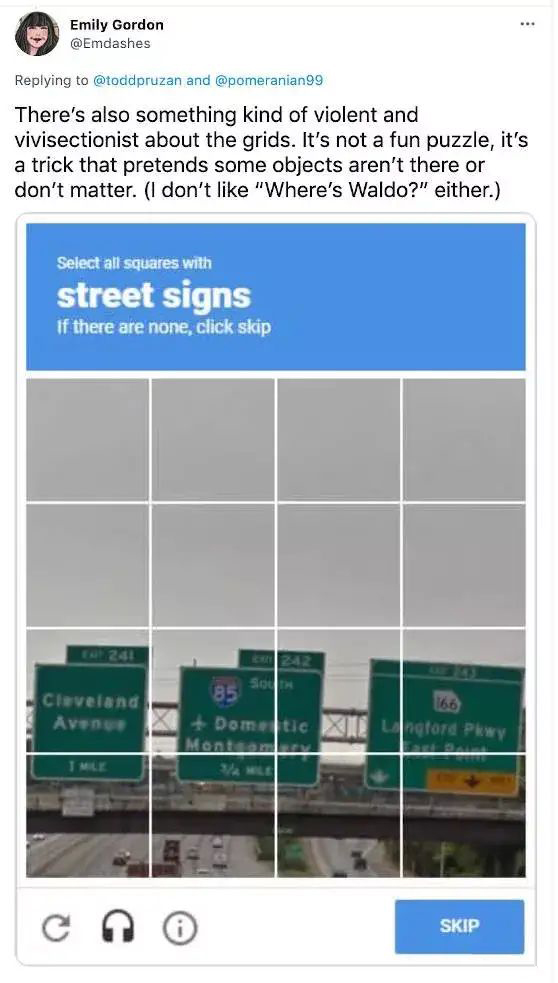 Emily Gordon
@Emdashes
Replying to @toddpruzan and @pomeranian99
There's also something kind of violent and
vivisectionist about the grids. It's not a fun puzzle, it's
a trick that pretends some objects aren't there or
don't matter. (I don't like “Where's Waldo?” either.)
Select all squares with
street signs
If there are none, click skip
EXIT 241
Cleveland
Avenue
1 MILE
EXIT 242
85 SOUTH
Domestic
Montgomery
3/4 MILE
EXIT 243
166
Langford Pkwy
East Point
SKIP